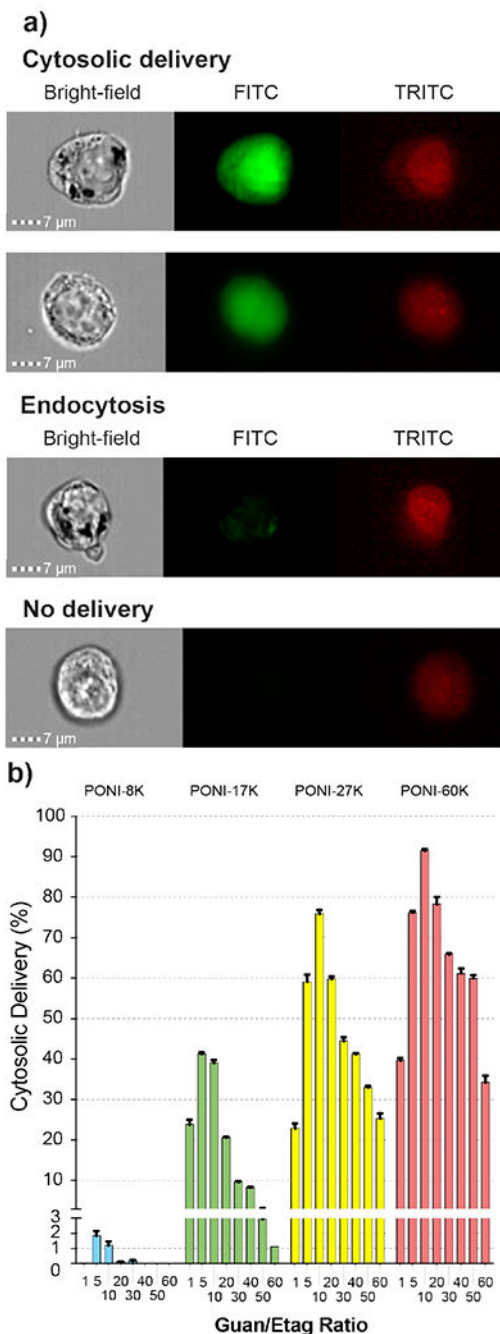 a)
Cytosolic delivery
Bright-field FITC TRITC
7 µm
7 µm
Endocytosis
Bright-field FITC TRITC
7 µm
No delivery
7 µm
b)
PONI-8K PONI-17K PONI-27K PONI-60K
100
90
80
70
60
50
40
30
20
10
3
2
1
0
Cytosolic Delivery (%)
1 5 20 40 60 1 5 20 40 60 1 5 20 40 60 1 5 20 40 60
10 30 50 10 30 50 10 30 50 10 30 50
Guan/Etag Ratio